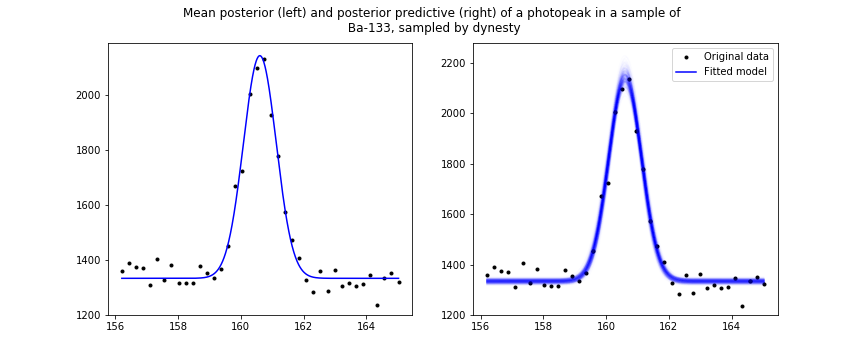 Mean posterior (left) and posterior predictive (right) of a photopeak in a sample of
Ba-133, sampled by dynesty
2000
1800
1600
1400
1200
156 158 160 162 164
2200
2000
1800
1600
1400
1200
156 158 160 162 164
Original data
Fitted model